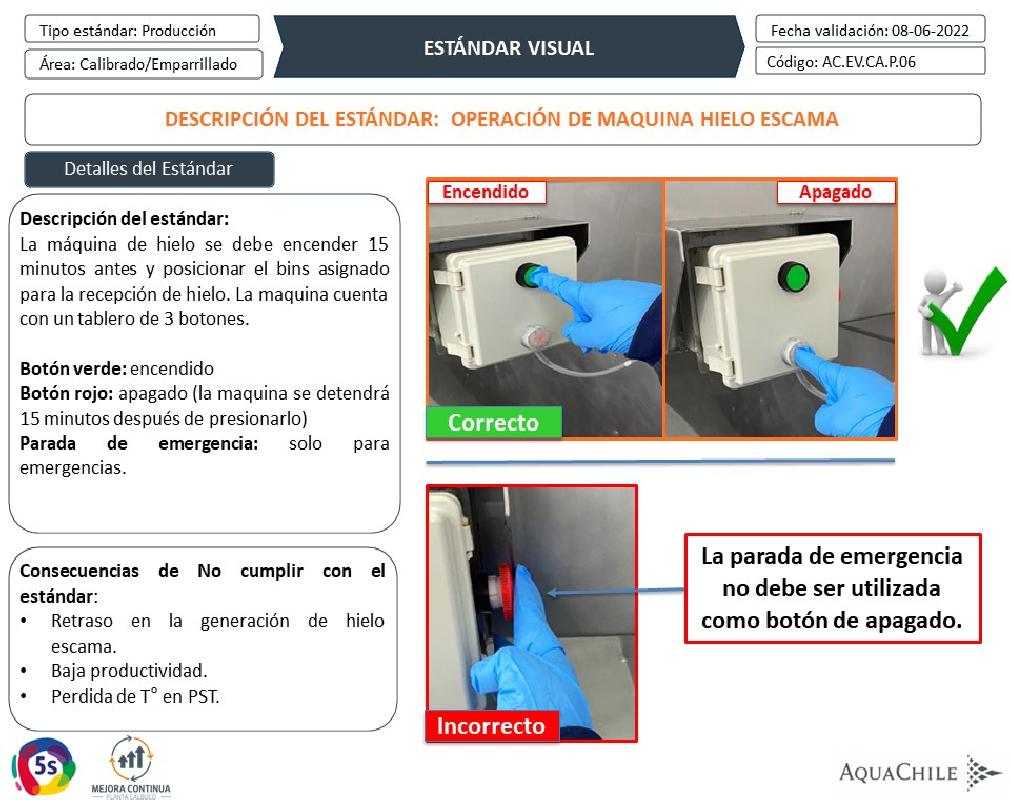 Tipo estándar: Producción
Área: Calibrado/Emparrillado
ESTÁNDAR VISUAL
Fecha validación: 08-06-2022
Código: AC.EV.CA.P.06
DESCRIPCIÓN DEL ESTÁNDAR: OPERACIÓN DE MAQUINA HIELO ESCAMA
Detalles del Estándar
Descripción del estándar:
La máquina de hielo se debe encender 15
minutos antes y posicionar el bins asignado
para la recepción de hielo. La maquina cuenta
con un tablero de 3 botones.
Botón verde: encendido
Botón rojo: apagado (la maquina se detendrá
15 minutos después de presionarlo)
Parada de emergencia: solo para
emergencias.
Consecuencias de No cumplir con el
estándar:
• Retraso en la generación de hielo
escama.
• Baja productividad.
• Perdida de T° en PST.
Encendido
Apagado
Correcto
Incorrecto
La parada de emergencia
no debe ser utilizada
como botón de apagado.
5s
MEJORA CONTINUA
PLANTA CALBUCO
AQUACHILE